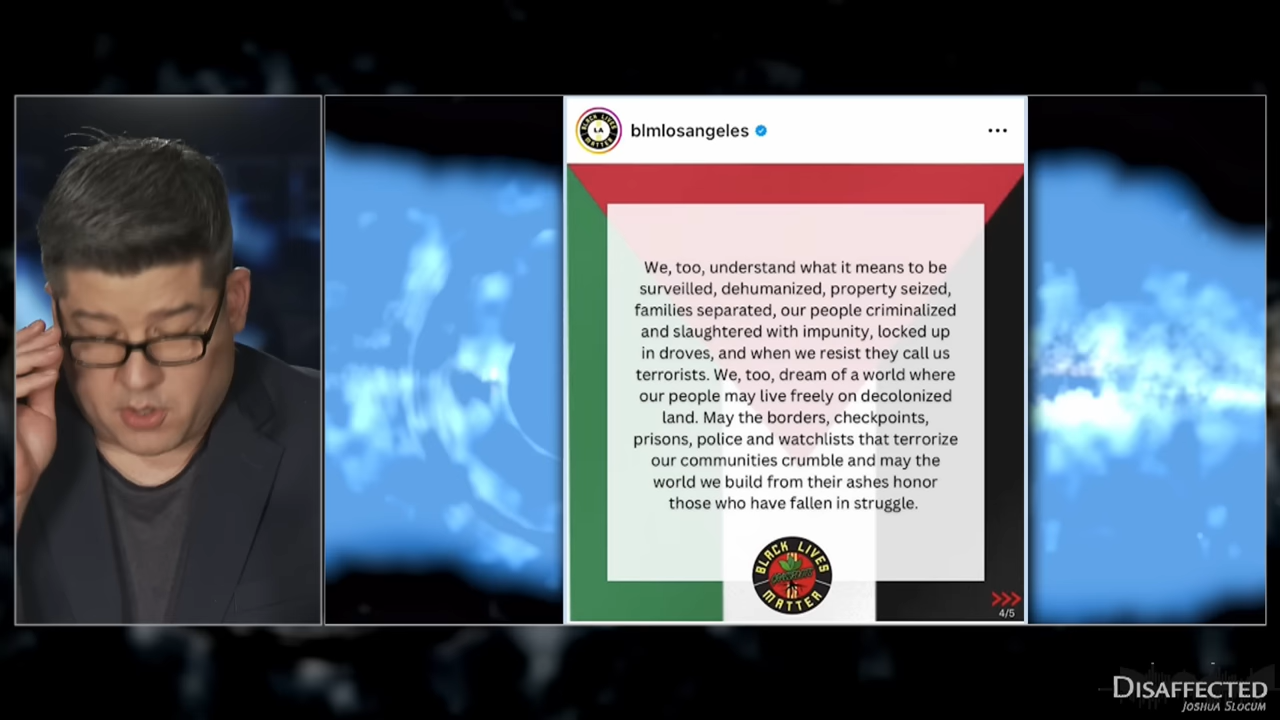 blmlosangeles
BLACK LIVES
LA
MATTER
We, too, understand what it means to be
surveilled, dehumanized, property seized,
families separated, our people criminalized
and slaughtered with impunity, locked up
in droves, and when we resist they call us
terrorists. We, too, dream of a world where
our people may live freely on decolonized
land. May the borders, checkpoints,
prisons, police and watchlists that terrorize
our communities crumble and may the
world we build from their ashes honor
those who have fallen in struggle.
BLACK LIVES
MATTER
4/5
DISAFFECTED
JOSHUA SLOCUM